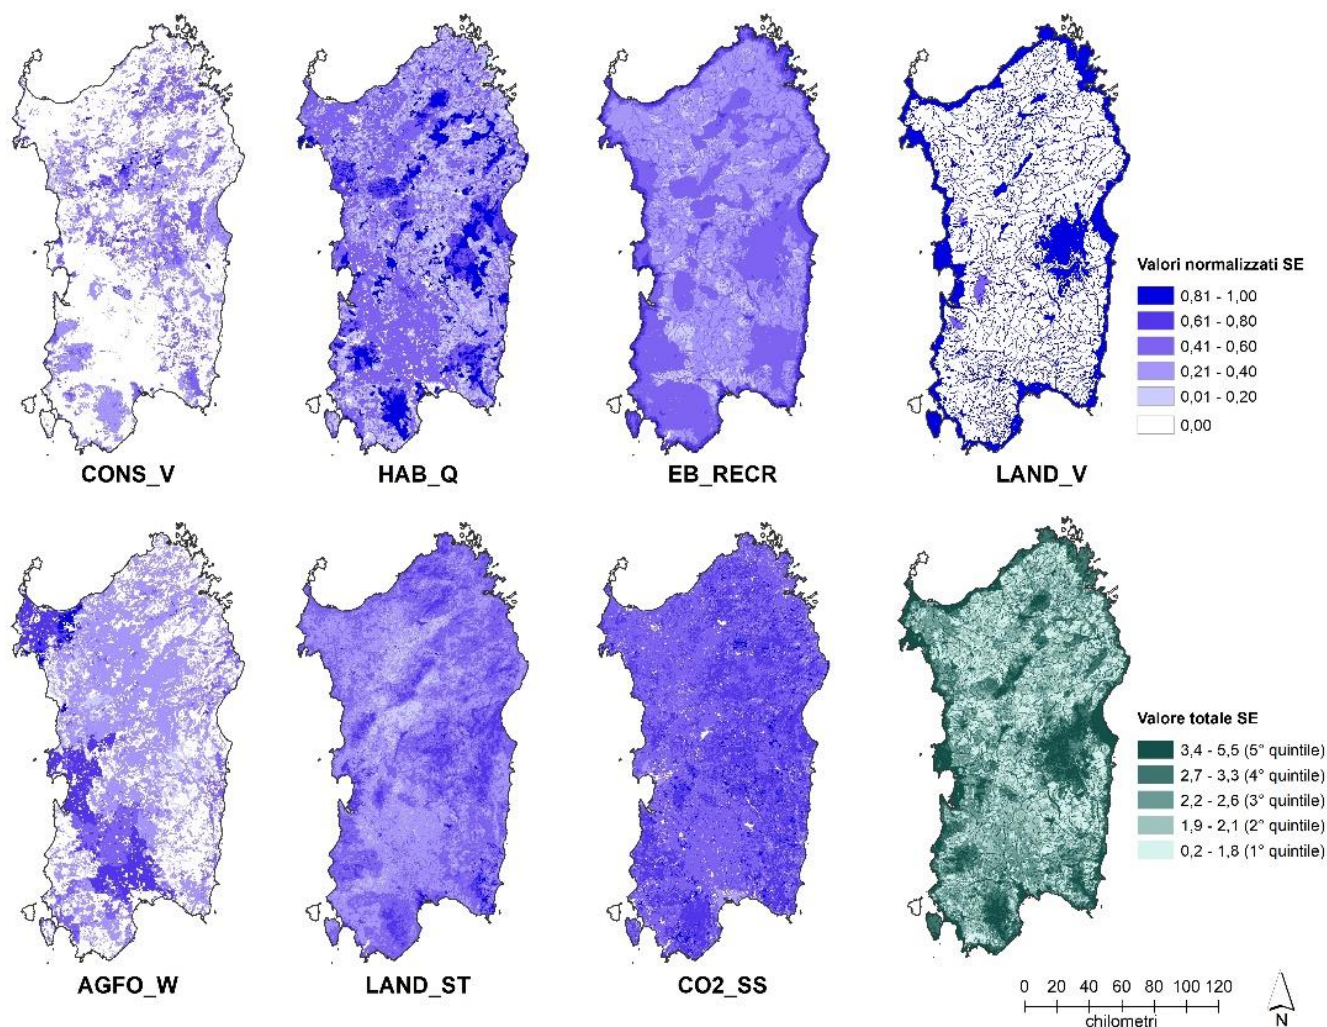 CONS_V
HAB_Q
EB_RECR
LAND_V
Valori normalizzati SE
0,81 - 1,00
0,61 - 0,80
0,41 - 0,60
0,21 - 0,40
0,01 - 0,20
0,00
AGFO_W
LAND_ST
CO2_SS
Valore totale SE
3,4 - 5,5 (5° quintile)
2,7 - 3,3 (4° quintile)
2,2 - 2,6 (3° quintile)
1,9 - 2,1 (2° quintile)
0,2 - 1,8 (1° quintile)
0 20 40 60 80 100 120
chilometri
N